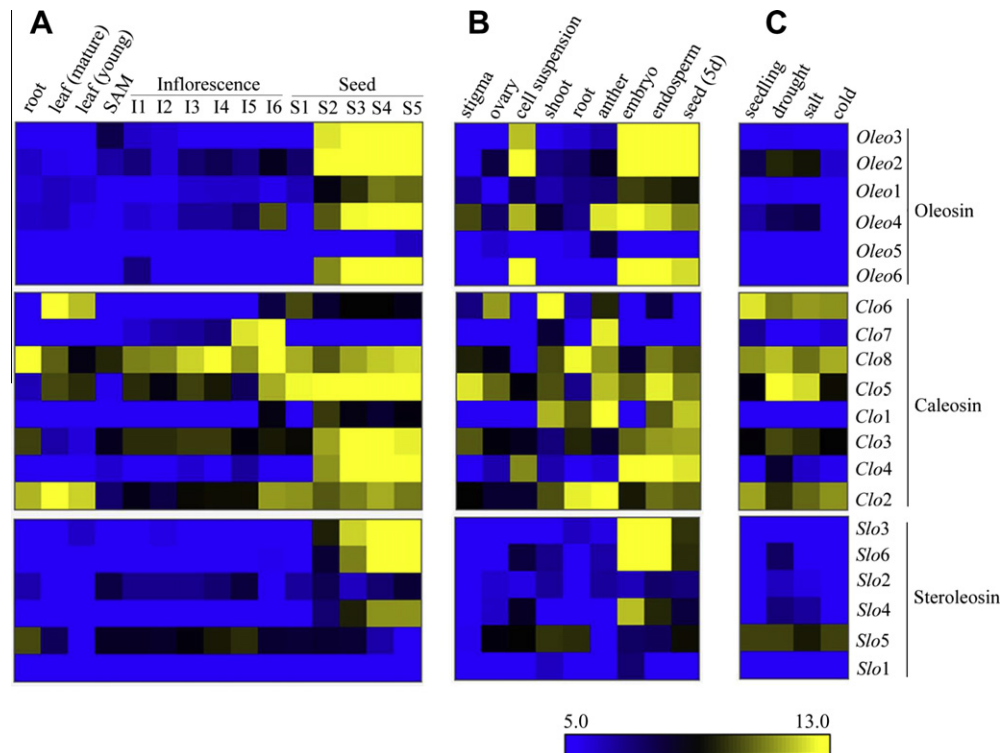 A B C
root leaf (mature) leaf (young) SAM Inflorescence Seed
I1 I2 I3 I4 I5 I6 S1 S2 S3 S4 S5
stigma ovary cell suspension shoot root anther embryo endosperm seed (5d)
seedling drought salt cold
Oleo3
Oleo2
Oleo1
Oleo4
Oleo5
Oleo6
Oleosin
Clo6
Clo7
Clo8
Clo5
Clo1
Clo3
Clo4
Clo2
Caleosin
Slo3
Slo6
Slo2
Slo4
Slo5
Slo1
Steroleosin
5.0 13.0